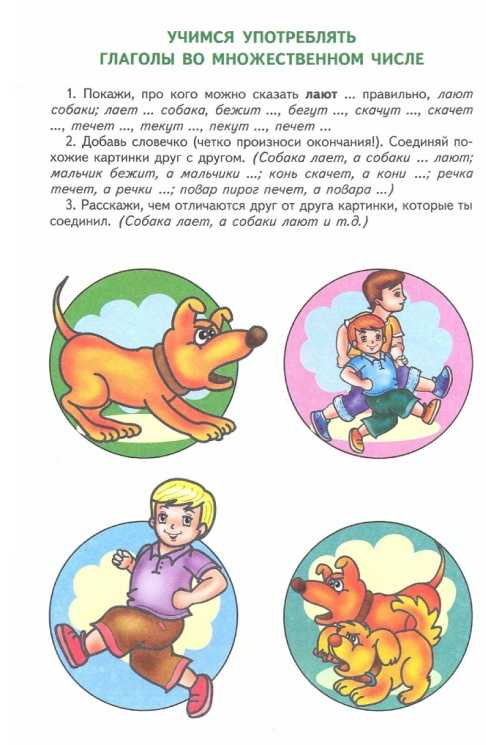 УЧИМСЯ УПОТРЕБЛЯТЬ
ГЛАГОЛЫ ВО МНОЖЕСТВЕННОМ ЧИСЛЕ
1. Покажи, про кого можно сказать лают ... правильно, лают
собаки; лает ... собака, бежит ..., бегут ..., скачут ..., скачет
..., течет ..., текут ..., пекут ..., печет ...
2. Добавь словечко (четко произноси окончания!). Соединяй по-
хожие картинки друг с другом. (Собака лает, а собаки ... лают;
мальчик бежит, а мальчики ...; конь скачет, а кони ...; речка
течет, а речки ...; повар пирог печет, а повара ...)
3. Расскажи, чем отличаются друг от друга картинки, которые ты
соединил. (Собака лает, а собаки лают и т.д.)